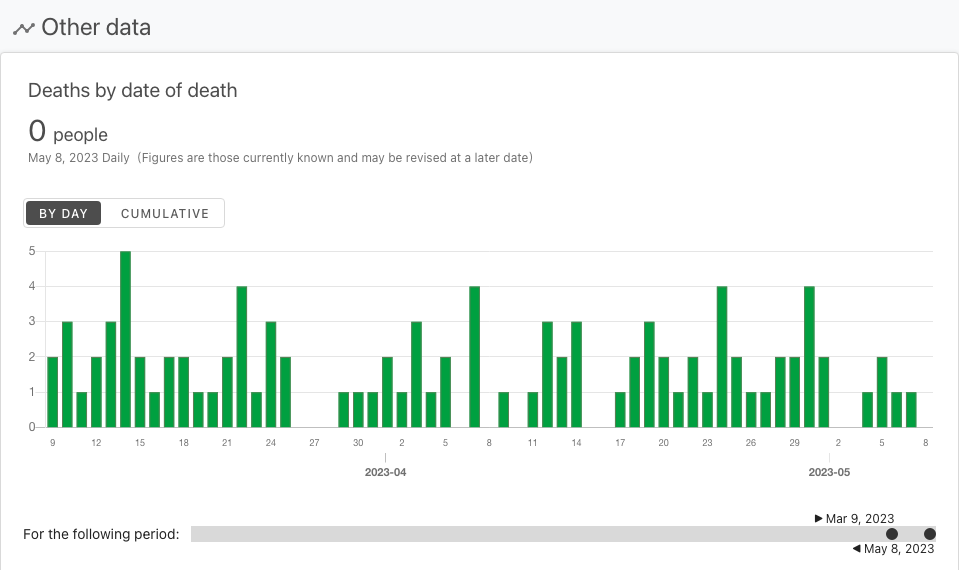 Other data
Deaths by date of death
0 people
May 8, 2023 Daily (Figures are those currently known and may be revised at a later date)
BY DAY CUMULATIVE
5
4
3
2
1
0
9 12 15 18 21 24 27 30 2 5 8 11 14 17 20 23 26 29 2 5 8
2023-04 2023-05
▶ Mar 9, 2023
For the following period:
◀ May 8, 2023